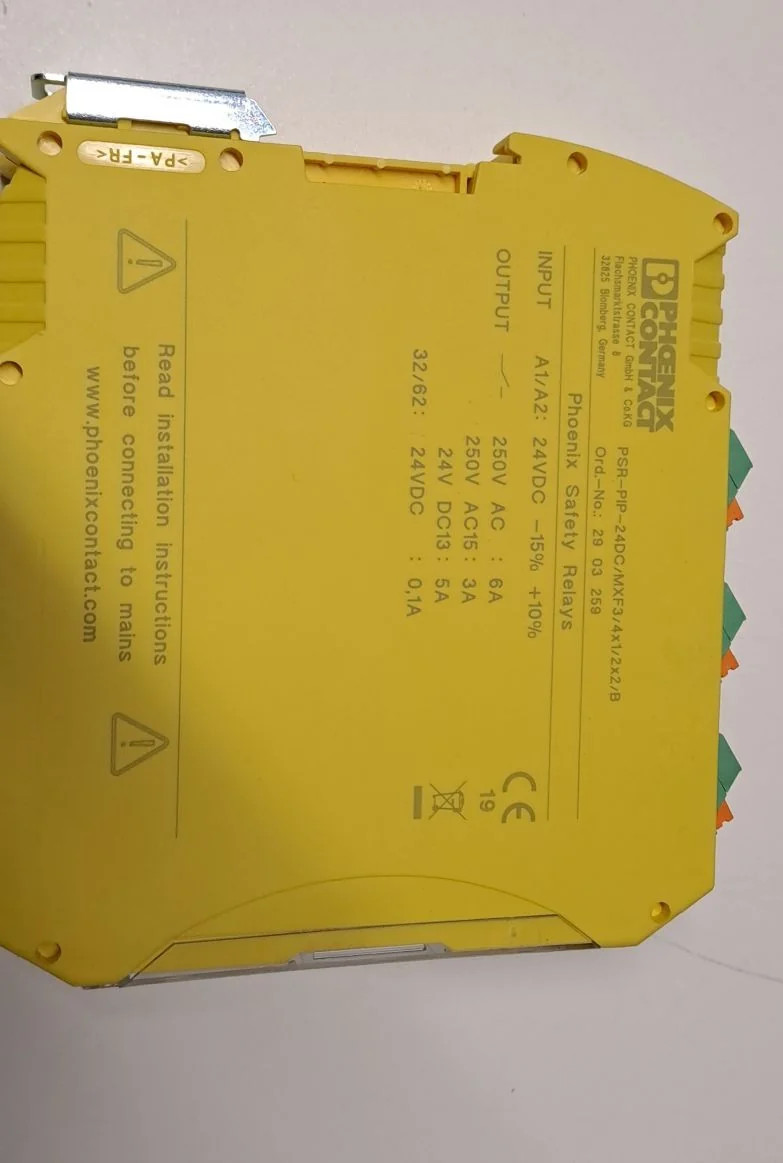 PHOENIX
CONTACT
PHOENIX CONTACT GmbH & Co.KG
Flachsmarktstrasse 8
32825 Blomberg, Germany
PSR-PIP-24DC/MXF3/4x1/2x2/B
Ord.-No.: 29 03 259
Phoenix Safety Relays
INPUT A1/A2: 24VDC -15% +10%
OUTPUT 250V AC : 6A
250V AC15 : 3A
24V DC13 : 5A
32/62: 24VDC : 0,1A
CE
19
Read installation instructions
before connecting to mains
www.phoenixcontact.com
>PA-FR<